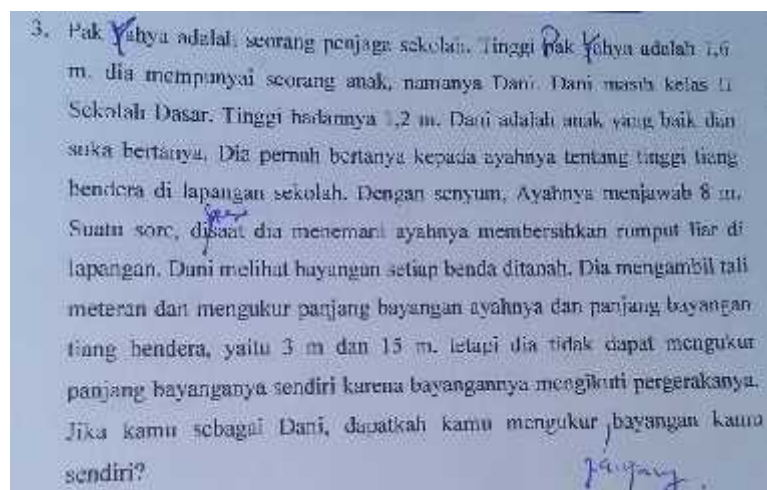 3. Pak Yahya adalah seorang penjaga sekolah. Tinggi Pak Yahya adalah 1,6
m. dia mempunyai seorang anak, namanya Dani. Dani masih kelas II
Sekolah Dasar. Tinggi badannya 1,2 m. Dani adalah anak yang baik dan
suka bertanya. Dia pernah bertanya kepada ayahnya tentang tinggi tiang
bendera di lapangan sekolah. Dengan senyum, Ayahnya menjawab 8 m.
Suatu sore, disaat dia menemani ayahnya membersihkan rumput liar di
lapangan. Dani melihat bayangan setiap benda ditanah. Dia mengambil tali
meteran dan mengukur panjang bayangan ayahnya dan panjang bayangan
tiang bendera, yaitu 3 m dan 15 m. tetapi dia tidak dapat mengukur
panjang bayanganya sendiri karena bayangannya mengikuti pergerakanya.
Jika kamu sebagai Dani, dapatkah kamu mengukur bayangan kamu
sendiri?